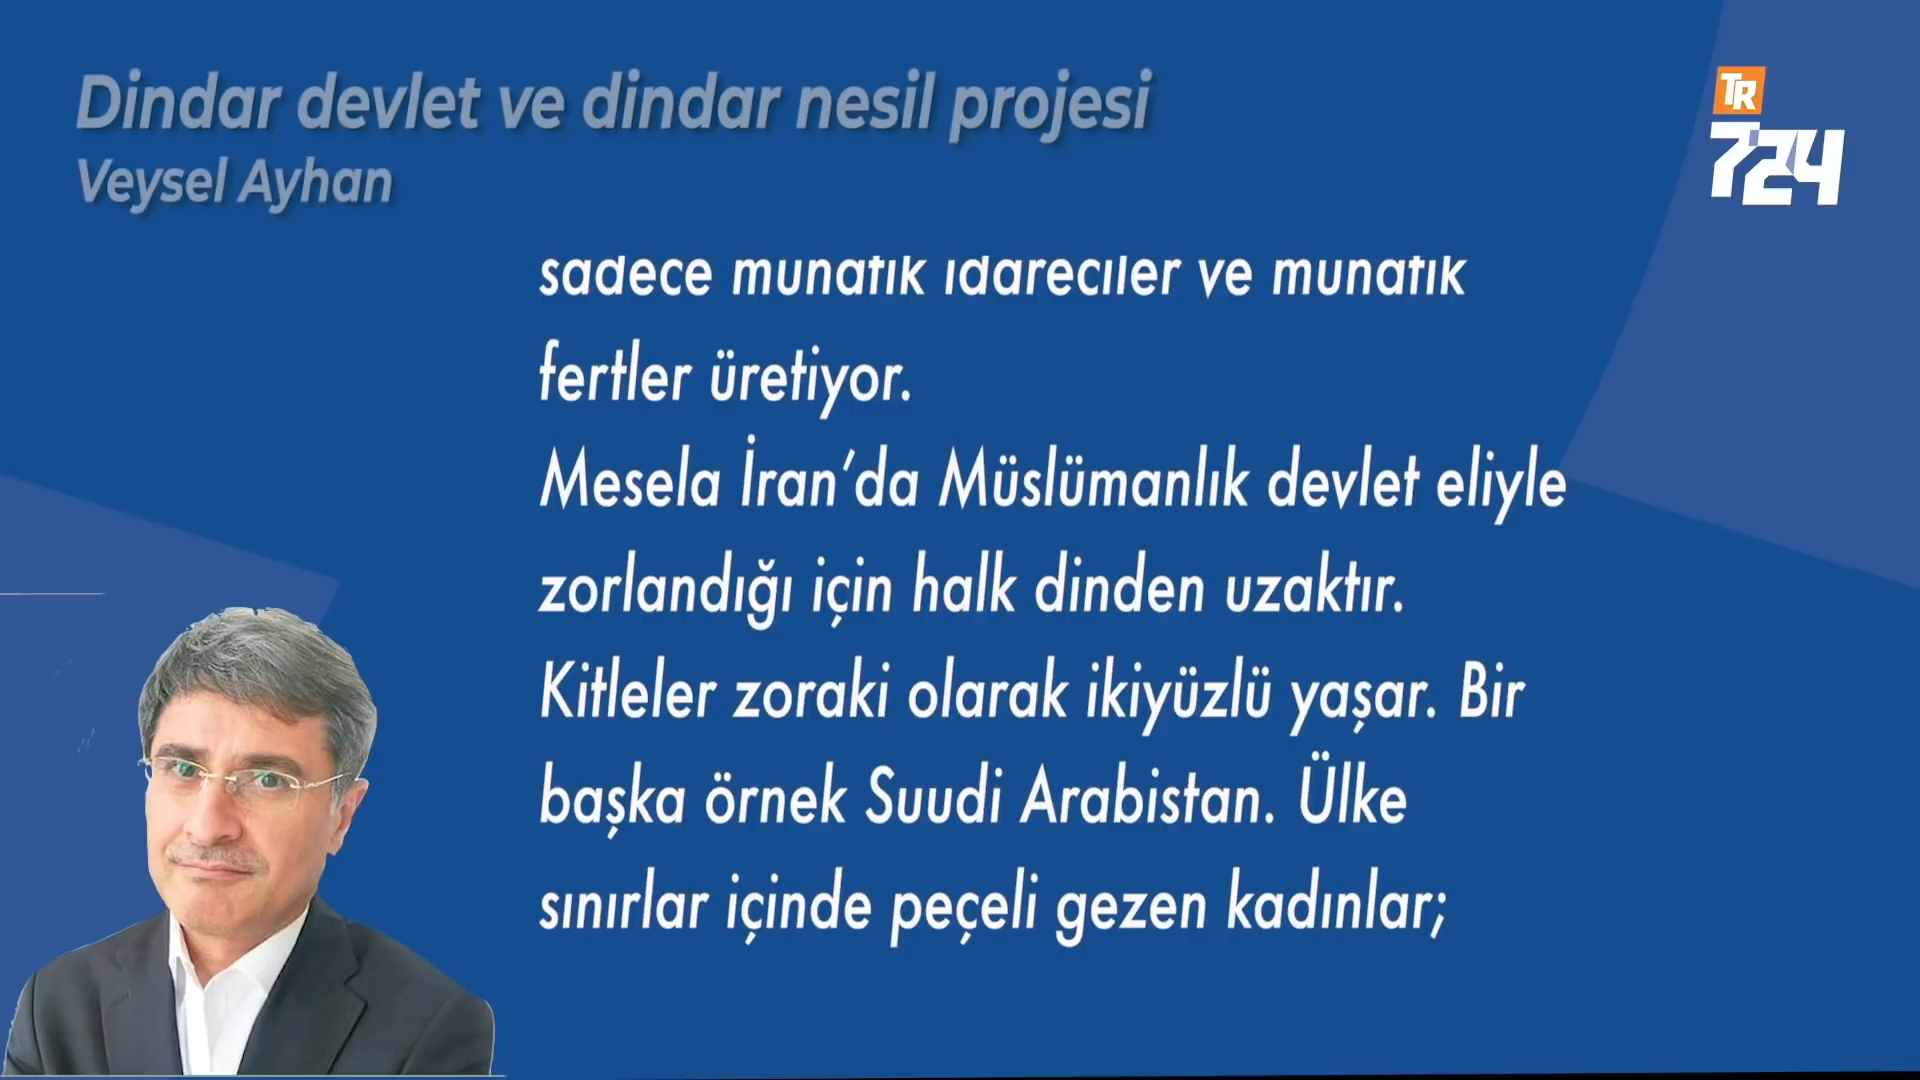 Dindar devlet ve dindar nesil projesi
Veysel Ayhan
TR
724
sadece münafık idareciler ve münafık
fertler üretiyor.
Mesela İran’da Müslümanlık devlet eliyle
zorlandığı için halk dinden uzaktır.
Kitleler zoraki olarak ikiyüzlü yaşar. Bir
başka örnek Suudi Arabistan. Ülke
sınırlar içinde peçeli gezen kadınlar;